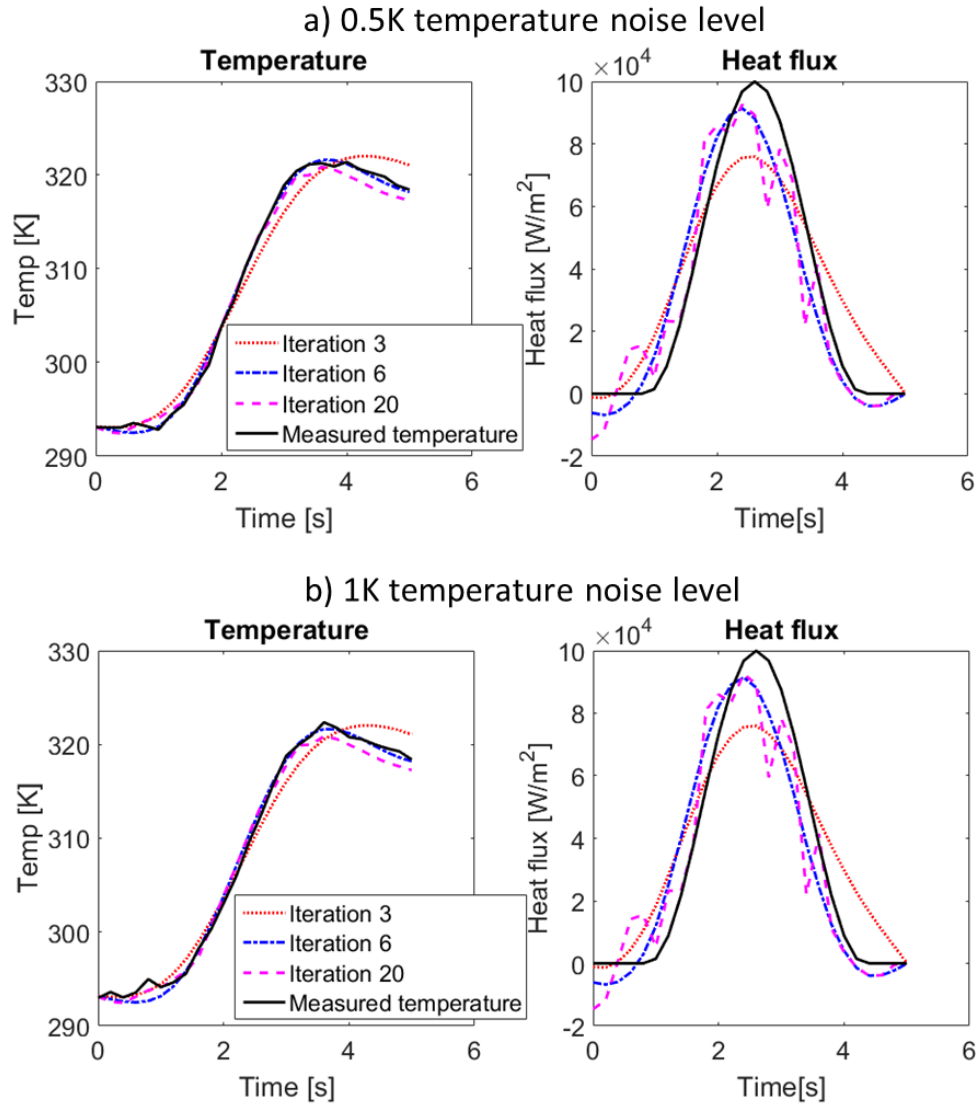 a) 0.5K temperature noise level
Temperature
330
320
310
300
290
Temp [K]
0
2
4
6
Time [s]
Iteration 3
Iteration 6
Iteration 20
Measured temperature
×10⁴
Heat flux
10
8
6
4
2
0
-2
Heat flux [W/m²]
0
2
4
6
Time[s]
b) 1K temperature noise level
Temperature
330
320
310
300
290
Temp [K]
0
2
4
6
Time [s]
Iteration 3
Iteration 6
Iteration 20
Measured temperature
×10⁴
Heat flux
10
8
6
4
2
0
-2
Heat flux [W/m²]
0
2
4
6
Time[s]